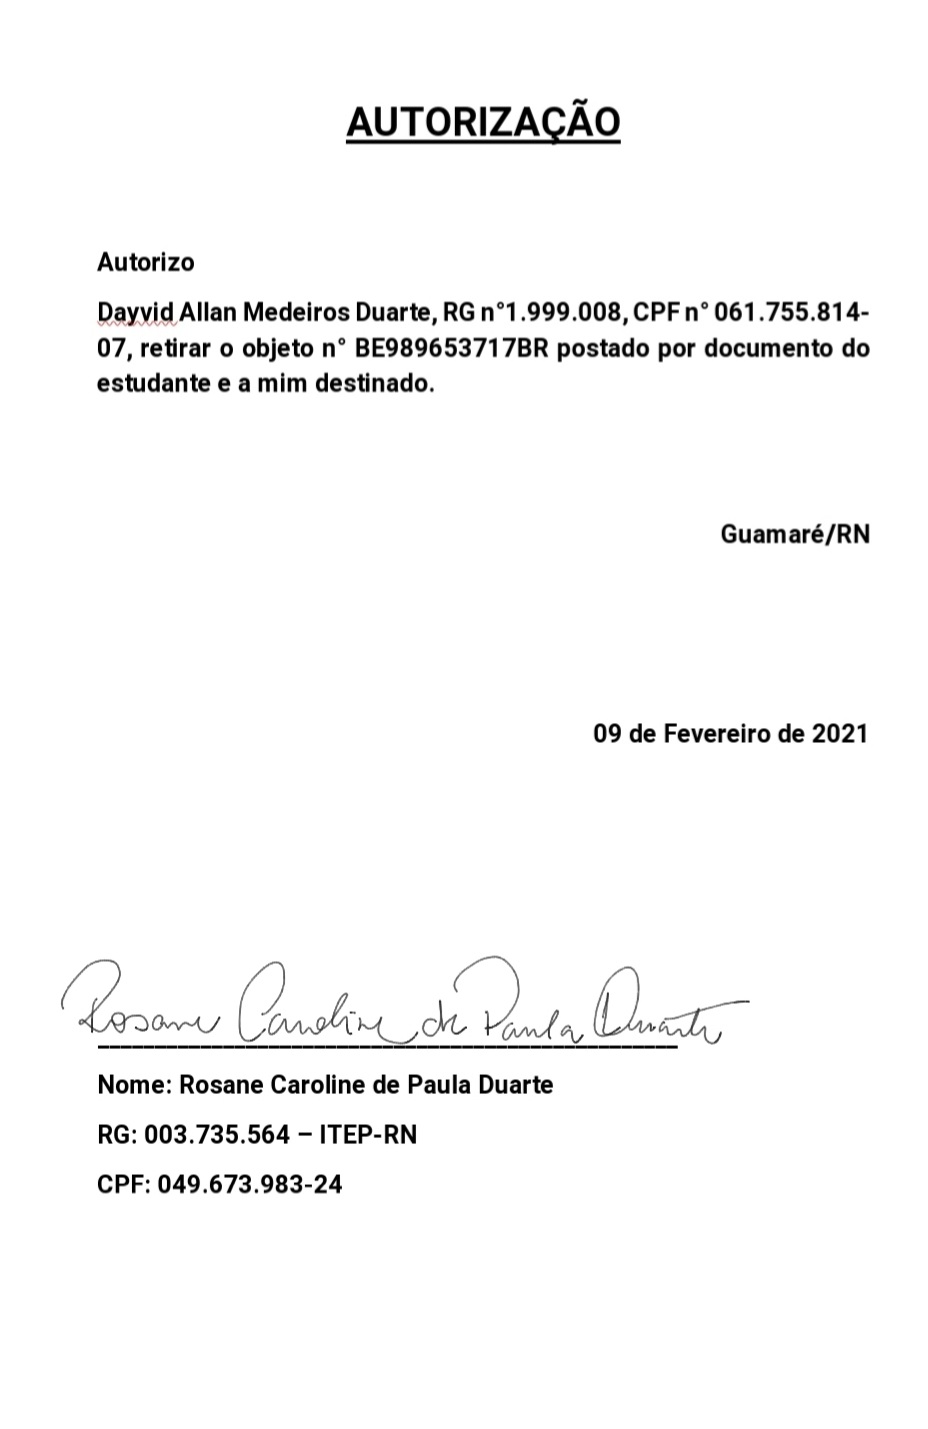 AUTORIZAÇÃO
Autorizo
Dayvid Allan Medeiros Duarte, RG n°1.999.008, CPF n° 061.755.814-
07, retirar o objeto n° BE989653717BR postado por documento do
estudante e a mim destinado.
Guamaré/RN
09 de Fevereiro de 2021
Rosane Caroline de Paula Duarte
Nome: Rosane Caroline de Paula Duarte
RG: 003.735.564 – ITEP-RN
CPF: 049.673.983-24